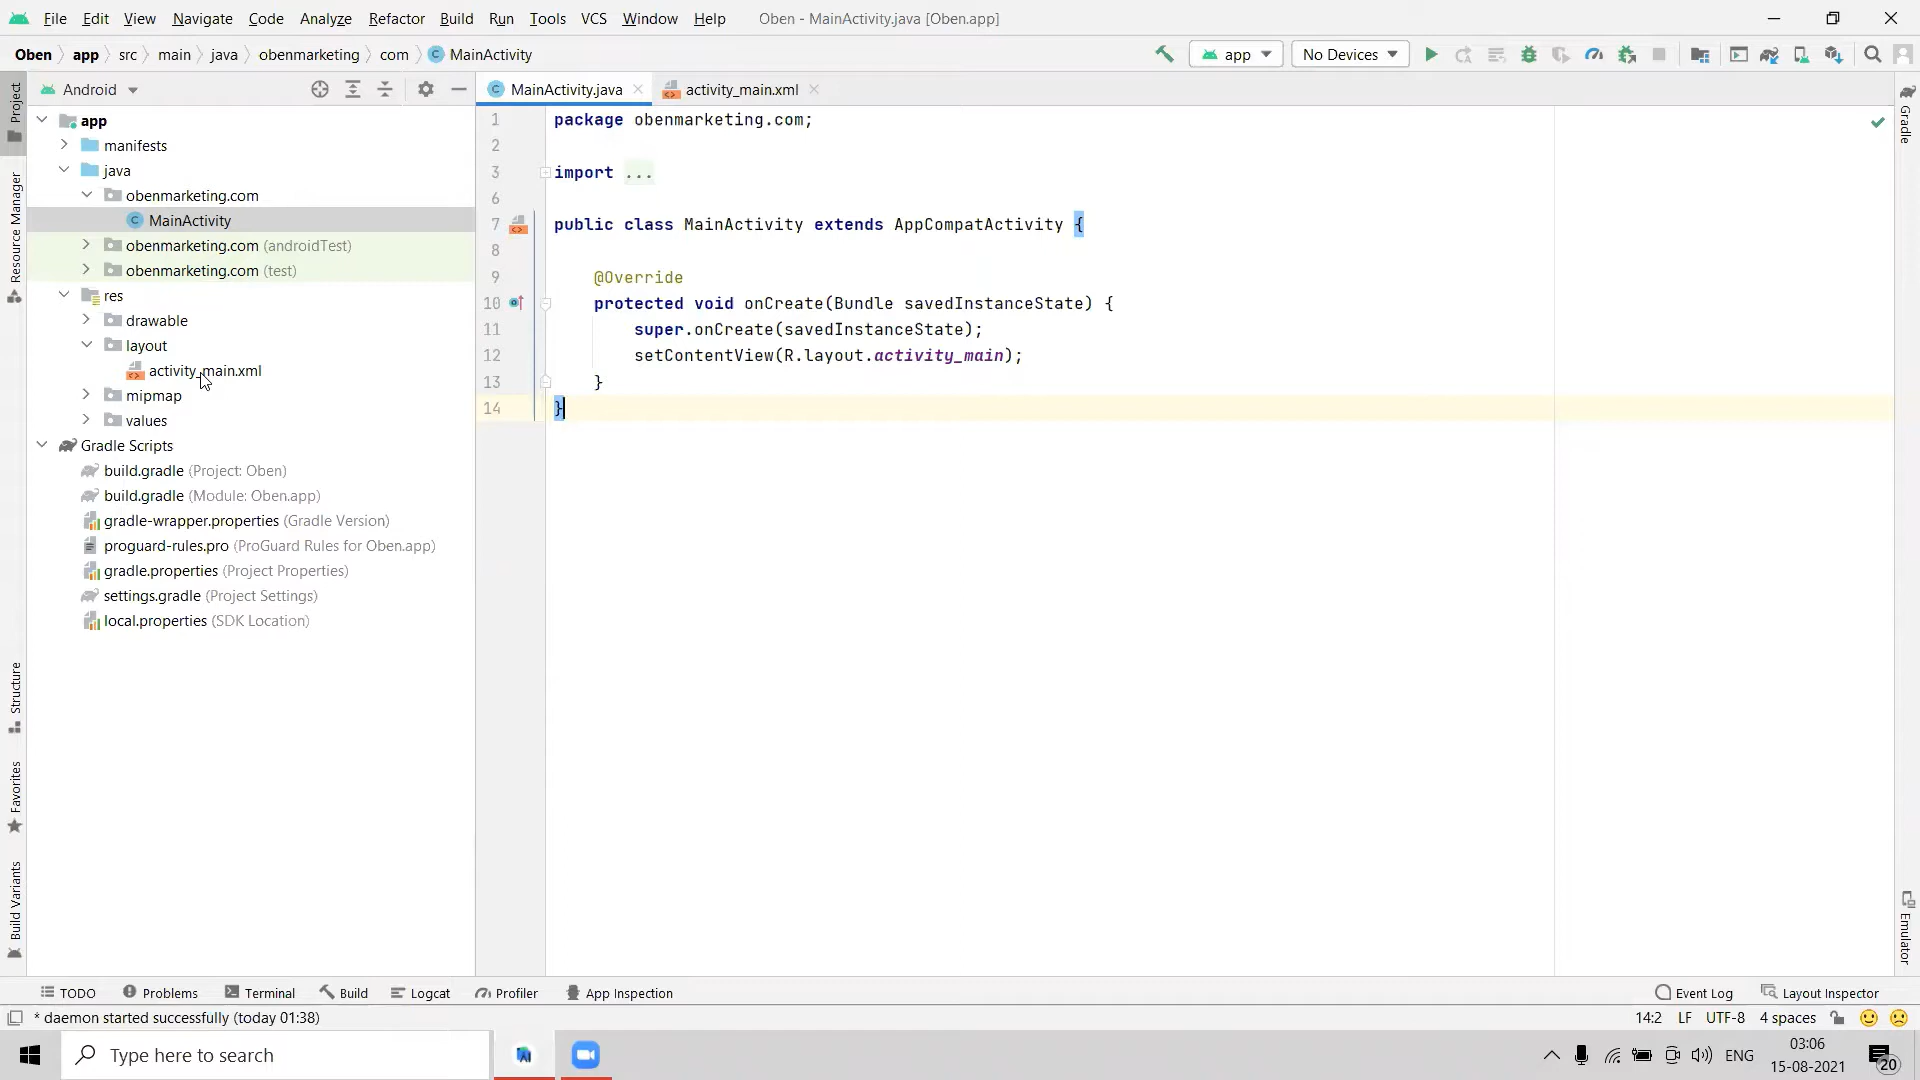 File Edit View Navigate Code Analyze Refactor Build Run Tools VCS Window Help Oben - MainActivity.java [Oben.app]
Oben app src main java obenmarketing com MainActivity app No Devices
Android
MainActivity.java activity_main.xml
Project
Resource Manager
Structure
Favorites
Build Variants
app
manifests
java
obenmarketing.com
MainActivity
obenmarketing.com (androidTest)
obenmarketing.com (test)
res
drawable
layout
activity_main.xml
mipmap
values
Gradle Scripts
build.gradle (Project: Oben)
build.gradle (Module: Oben.app)
gradle-wrapper.properties (Gradle Version)
proguard-rules.pro (ProGuard Rules for Oben.app)
gradle.properties (Project Properties)
settings.gradle (Project Settings)
local.properties (SDK Location)
1 package obenmarketing.com;
2
3 import ...
6
7 public class MainActivity extends AppCompatActivity {
8
9 @Override
10 protected void onCreate(Bundle savedInstanceState) {
11 super.onCreate(savedInstanceState);
12 setContentView(R.layout.activity_main);
13 }
14 }
Gradle
Emulator
TODO Problems Terminal Build Logcat Profiler App Inspection Event Log Layout Inspector
* daemon started successfully (today 01:38) 14:2 LF UTF-8 4 spaces
Type here to search ENG 03:06
15-08-2021 20